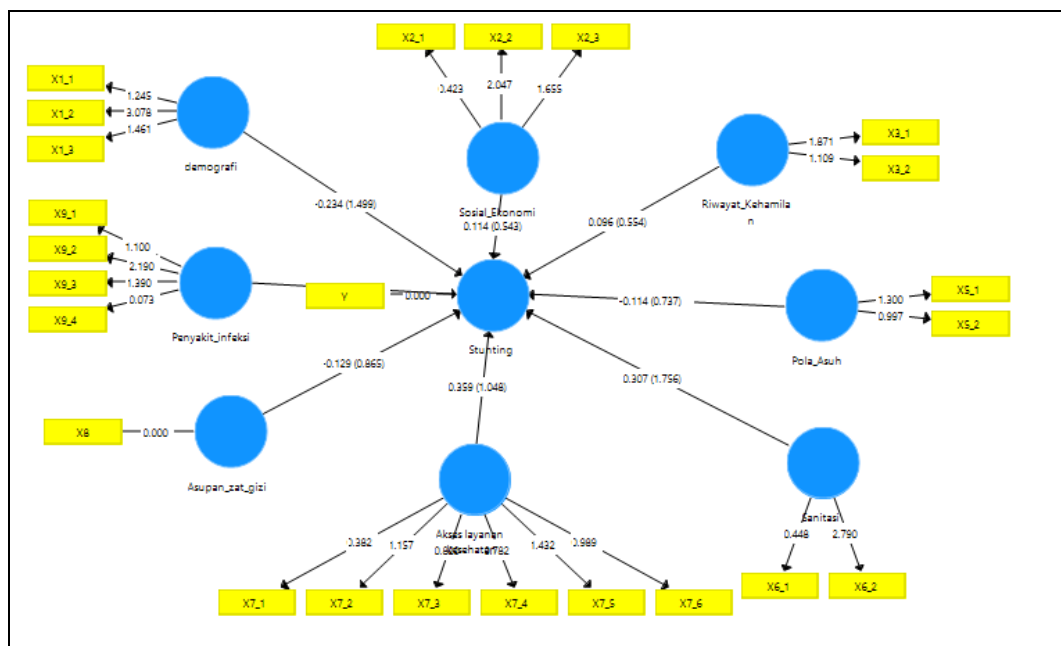 X2_1
X2_2
X2_3
X1_1
X1_2
X1_3
1.245
3.078
1.461
demografi
0.423
2.047
1.655
Sosial_Ekonomi
X3_1
X3_2
1.871
1.109
Riwayat_Kehamila
n
-0.234 (1.499)
0.114 (0.543)
0.096 (0.554)
X9_1
X9_2
X9_3
X9_4
1.100
2.190
1.390
0.073
Penyakit_infeksi
Y
0.000
Stunting
-0.114 (0.737)
X5_1
X5_2
1.300
0.997
Pola_Asuh
-0.129 (0.865)
0.359 (1.048)
0.307 (1.756)
X8
0.000
Asupan_zat_gizi
Akses layanan
kesehatan
Sanitasi
0.382
1.157
1.432
0.989
0.448
2.790
X7_1
X7_2
X7_3
X7_4
X7_5
X7_6
X6_1
X6_2